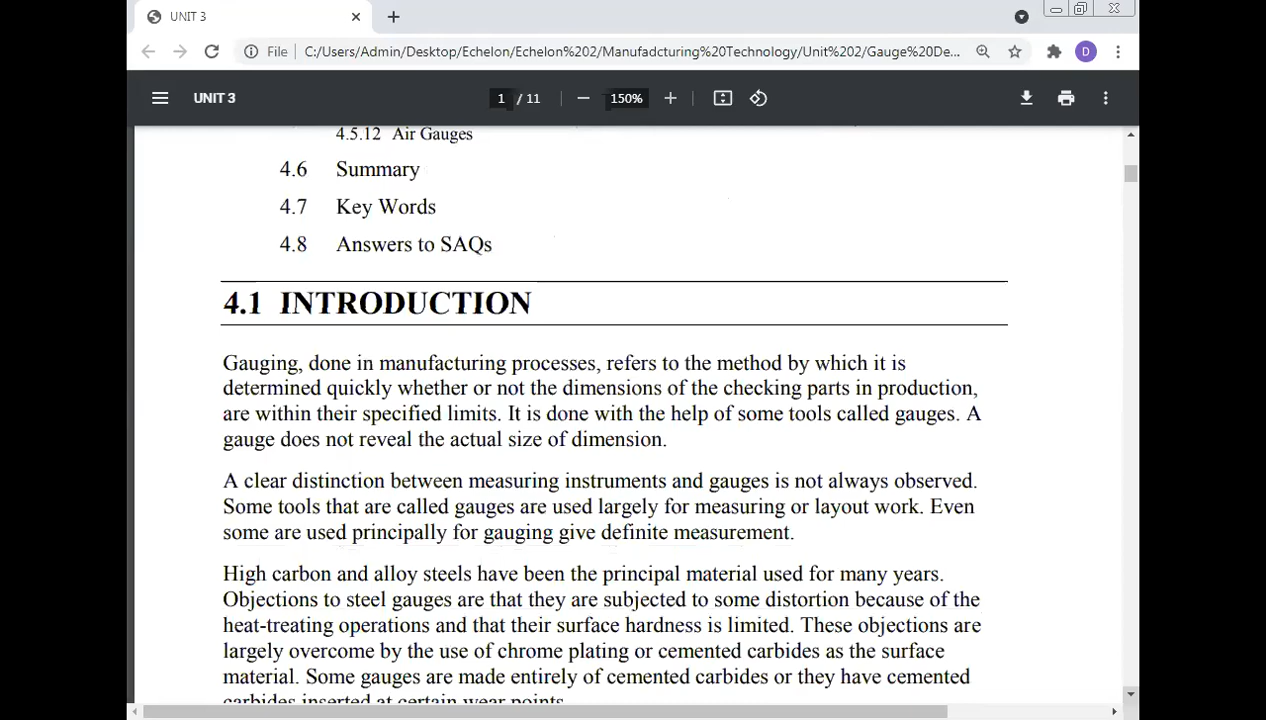 UNIT 3
File C:/Users/Admin/Desktop/Echelon/Echelon%202/Manufadcturing%20Technology/Unit%202/Gauge%20De...
D
UNIT 3
1 / 11
150%
4.5.12 Air Gauges
4.6 Summary
4.7 Key Words
4.8 Answers to SAQs
4.1 INTRODUCTION
Gauging, done in manufacturing processes, refers to the method by which it is
determined quickly whether or not the dimensions of the checking parts in production,
are within their specified limits. It is done with the help of some tools called gauges. A
gauge does not reveal the actual size of dimension.
A clear distinction between measuring instruments and gauges is not always observed.
Some tools that are called gauges are used largely for measuring or layout work. Even
some are used principally for gauging give definite measurement.
High carbon and alloy steels have been the principal material used for many years.
Objections to steel gauges are that they are subjected to some distortion because of the
heat-treating operations and that their surface hardness is limited. These objections are
largely overcome by the use of chrome plating or cemented carbides as the surface
material. Some gauges are made entirely of cemented carbides or they have cemented
carbides inserted at certain wear points.